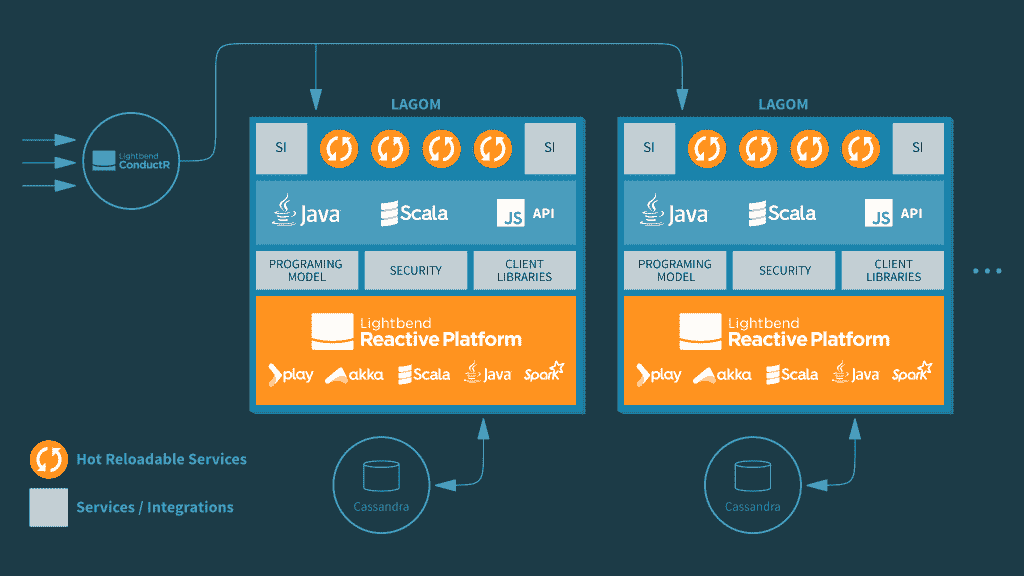 Lightbend
ConductR
LAGOM
SI
SI
Java
Scala
JS API
PROGRAMING
MODEL
SECURITY
CLIENT
LIBRARIES
Lightbend
Reactive Platform
play
akka
Scala
Java
Spark
LAGOM
SI
SI
Java
Scala
JS API
PROGRAMING
MODEL
SECURITY
CLIENT
LIBRARIES
Lightbend
Reactive Platform
play
akka
Scala
Java
Spark
...
Hot Reloadable Services
Services / Integrations
Cassandra
Cassandra